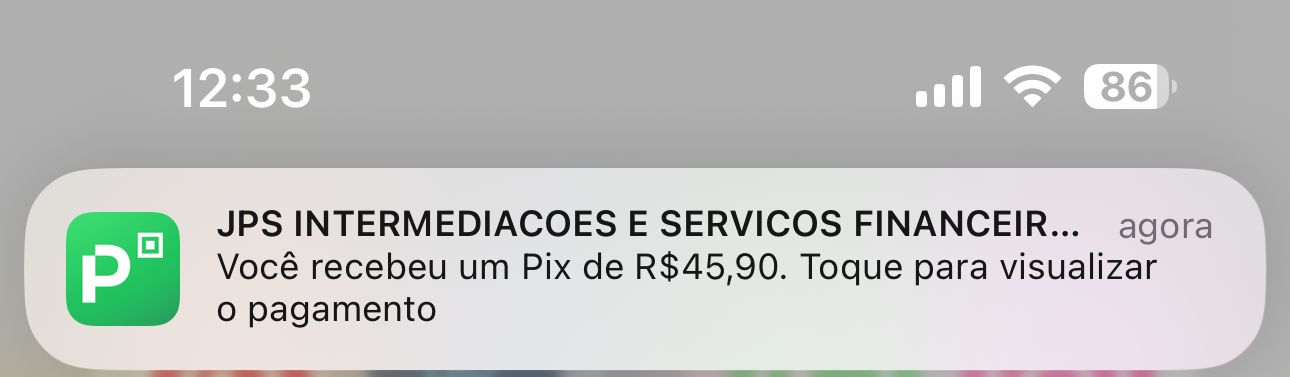 12:33
86
JPS INTERMEDIACOES E SERVICOS FINANCEIR...
agora
Você recebeu um Pix de R$45,90. Toque para visualizar
o pagamento